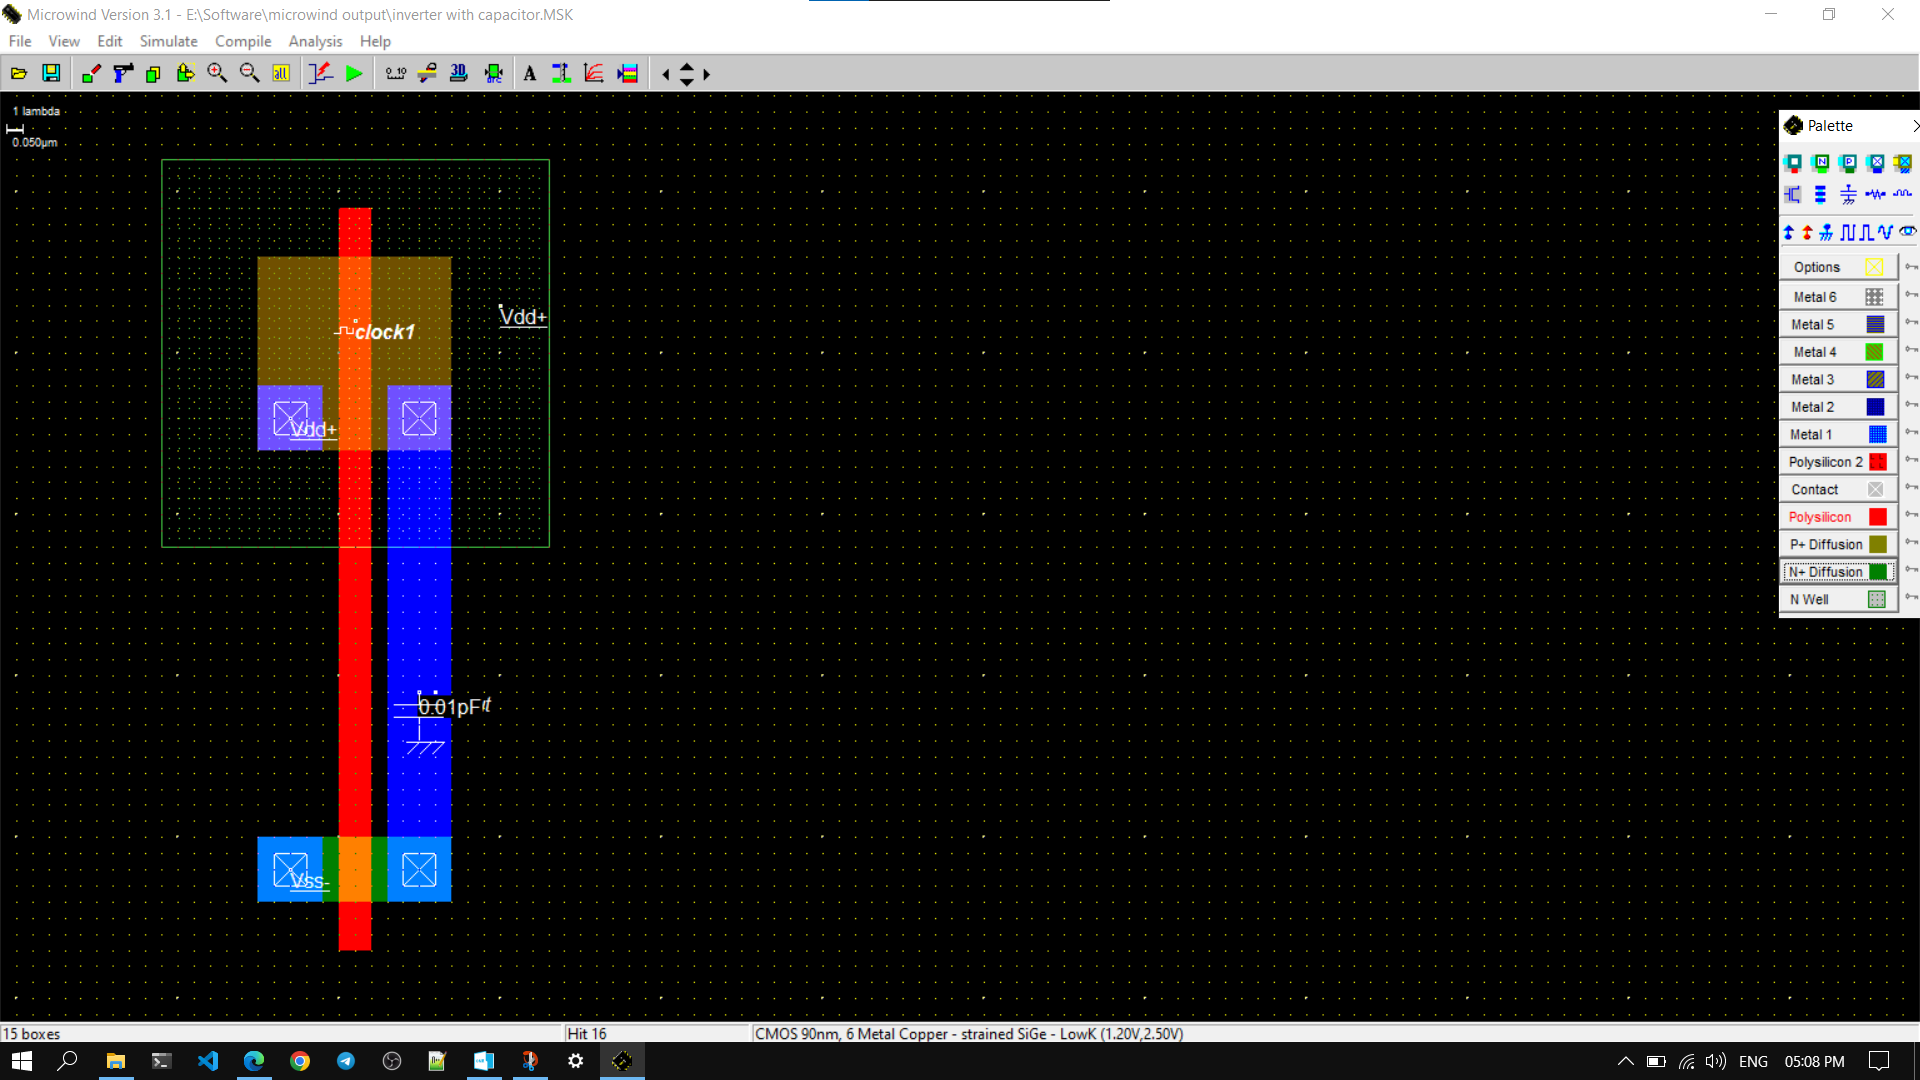 Microwind Version 3.1 - E:\Software\microwind output\inverter with capacitor.MSK
File View Edit Simulate Compile Analysis Help
1 lambda
0.050µm
Palette
Options
Metal 6
Metal 5
Metal 4
Metal 3
Metal 2
Metal 1
Polysilicon 2
Contact
Polysilicon
P+ Diffusion
N+ Diffusion
N Well
Vdd+
clock1
Vdd+
0.01pF
Vss-
15 boxes
Hit 16
CMOS 90nm, 6 Metal Copper - strained SiGe - LowK (1.20V,2.50V)
ENG 05:08 PM